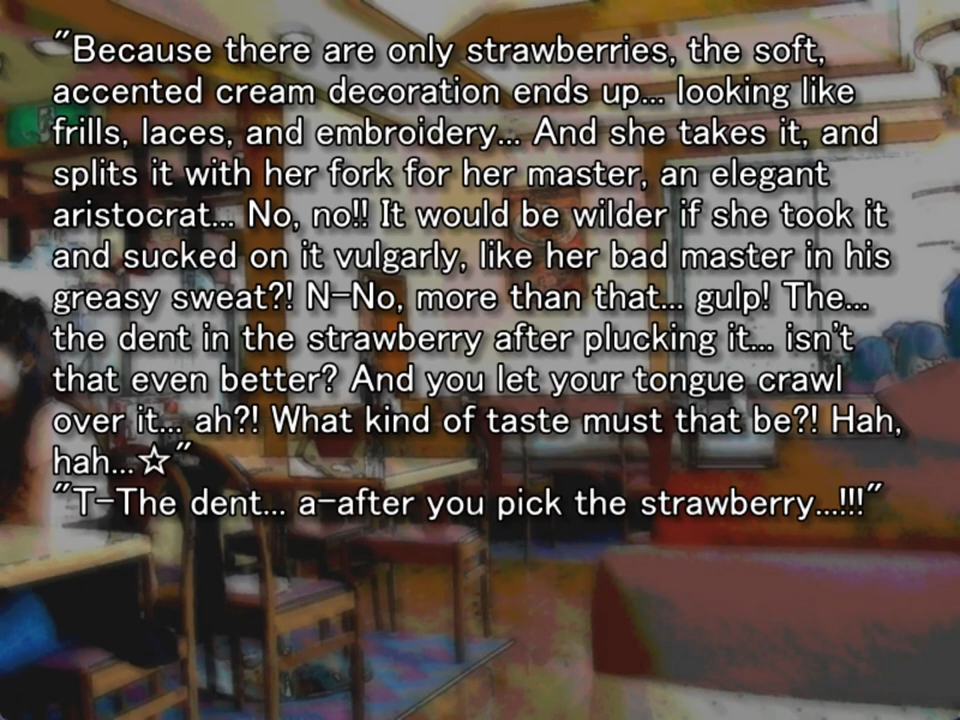 "Because there are only strawberries, the soft,
accented cream decoration ends up... looking like
frills, laces, and embroidery... And she takes it, and
splits it with her fork for her master, an elegant
aristocrat... No, no!! It would be wilder if she took it
and sucked on it vulgarly, like her bad master in his
greasy sweat?! N-No, more than that... gulp! The...
the dent in the strawberry after plucking it... isn't
that even better? And you let your tongue crawl
over it... ah?! What kind of taste must that be?! Hah,
hah...☆"
"T-The dent... a-after you pick the strawberry...!!!"